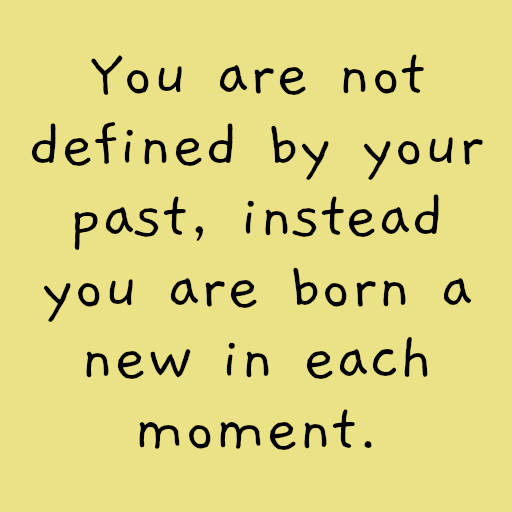 You are not
defined by your
past, instead
you are born a
new in each
moment.